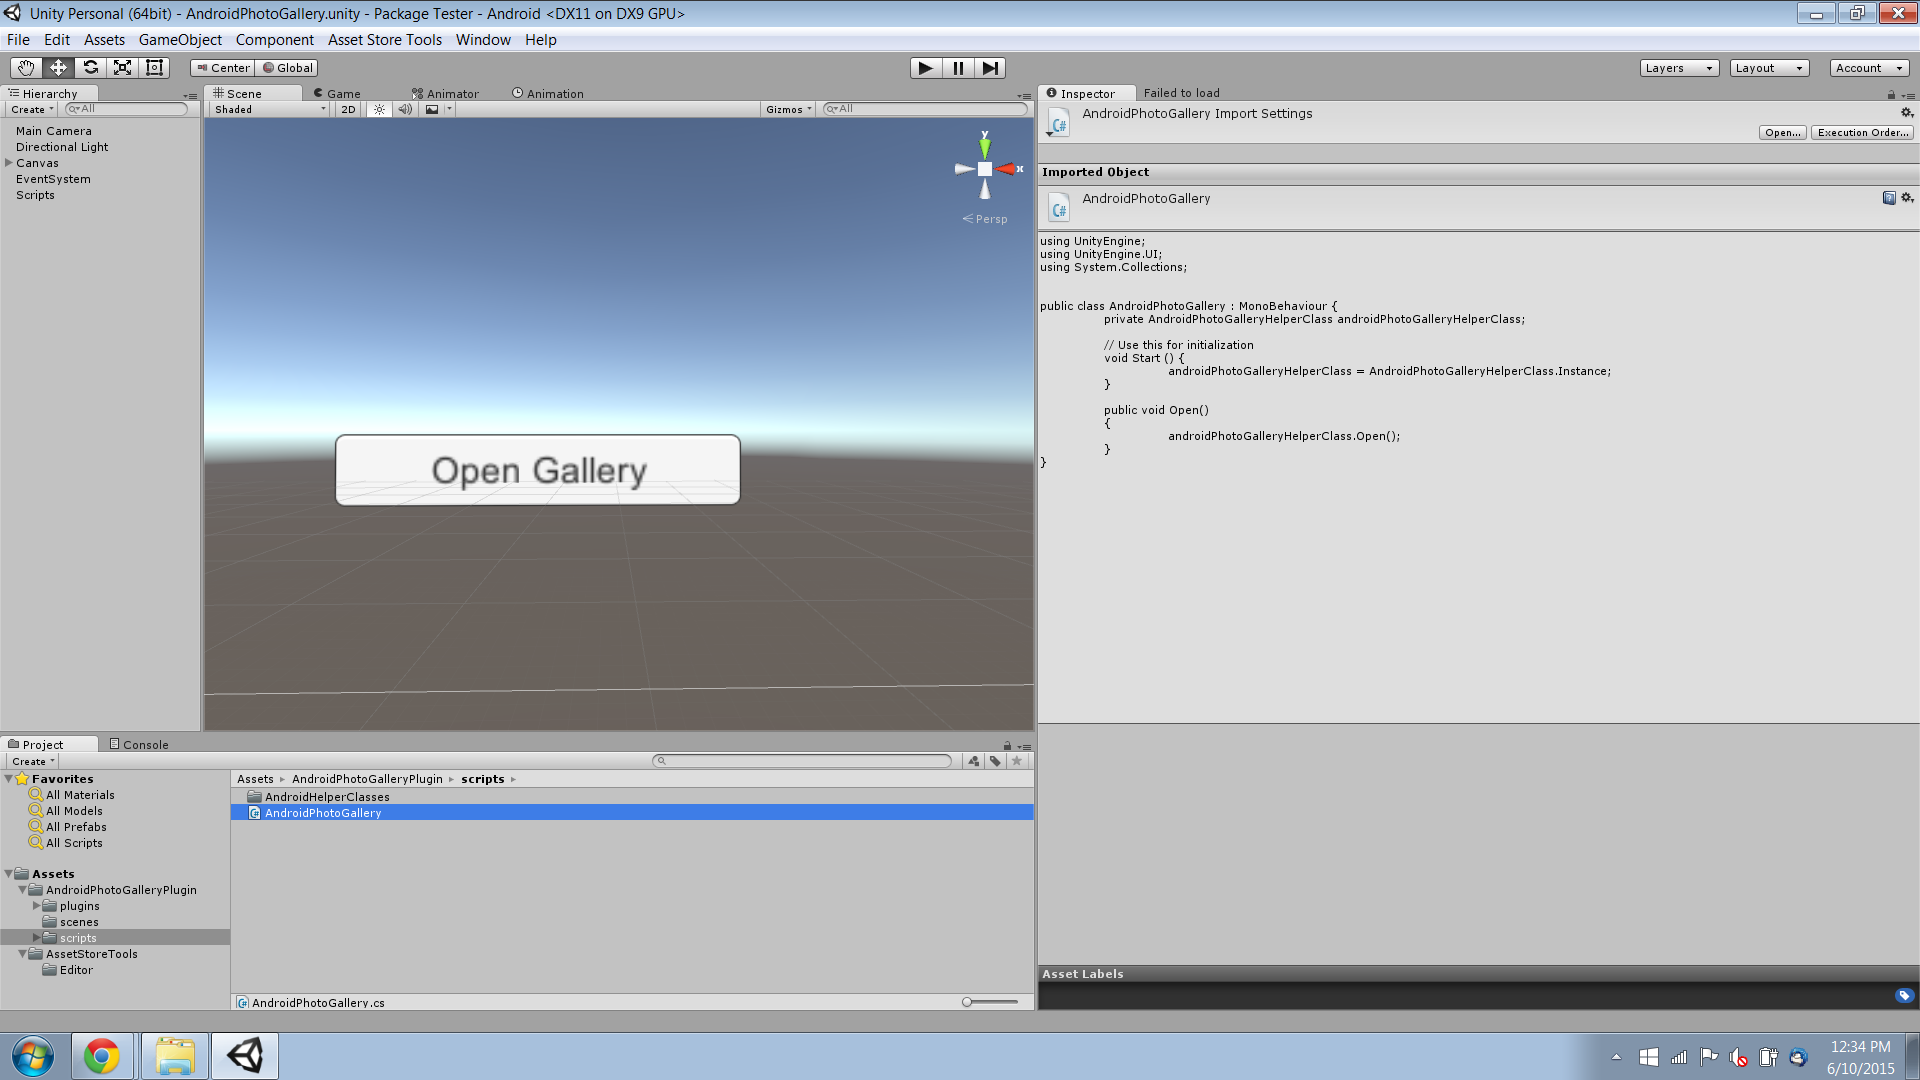 Unity Personal (64bit) - AndroidPhotoGallery.unity - Package Tester - Android <DX11 on DX9 GPU>
File Edit Assets GameObject Component Asset Store Tools Window Help
Center Global Layers Layout Account
Hierarchy
Create All
Main Camera
Directional Light
Canvas
EventSystem
Scripts
Scene Game Animator Animation
Shaded 2D Gizmos All
y
x
Persp
Open Gallery
Inspector Failed to load
AndroidPhotoGallery Import Settings
Open... Execution Order...
Imported Object
AndroidPhotoGallery
using UnityEngine;
using UnityEngine.UI;
using System.Collections;
public class AndroidPhotoGallery : MonoBehaviour {
private AndroidPhotoGalleryHelperClass androidPhotoGalleryHelperClass;
// Use this for initialization
void Start () {
androidPhotoGalleryHelperClass = AndroidPhotoGalleryHelperClass.Instance;
}
public void Open()
{
androidPhotoGalleryHelperClass.Open();
}
}
Project Console
Create
Favorites
All Materials
All Models
All Prefabs
All Scripts
Assets
AndroidPhotoGalleryPlugin
plugins
scenes
scripts
AssetStoreTools
Editor
Assets AndroidPhotoGalleryPlugin scripts
AndroidHelperClasses
C# AndroidPhotoGallery
AndroidPhotoGallery.cs
Asset Labels
12:34 PM
6/10/2015